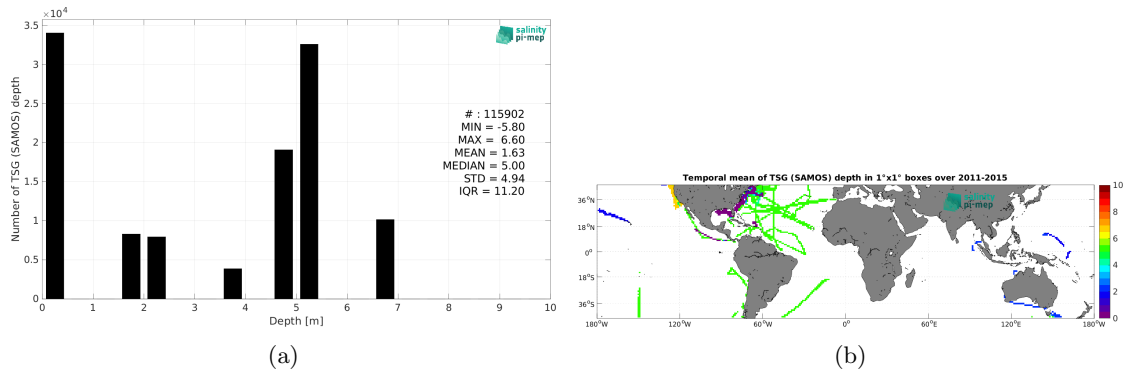 ×10⁴
3.5
3
2.5
2
1.5
1
0.5
0
Number of TSG (SAMOS) depth
0 1 2 3 4 5 6 7 8 9 10
Depth [m]
salinity
pi-mep
# : 115902
MIN = -5.80
MAX = 6.60
MEAN = 1.63
MEDIAN = 5.00
STD = 4.94
IQR = 11.20
(a)
Temporal mean of TSG (SAMOS) depth in 1°x1° boxes over 2011-2015
salinity
pi-mep
36°N
18°N
0°
18°S
36°S
180°W 120°W 60°W 0° 60°E 120°E 180°W
10
8
6
4
2
0
(b)